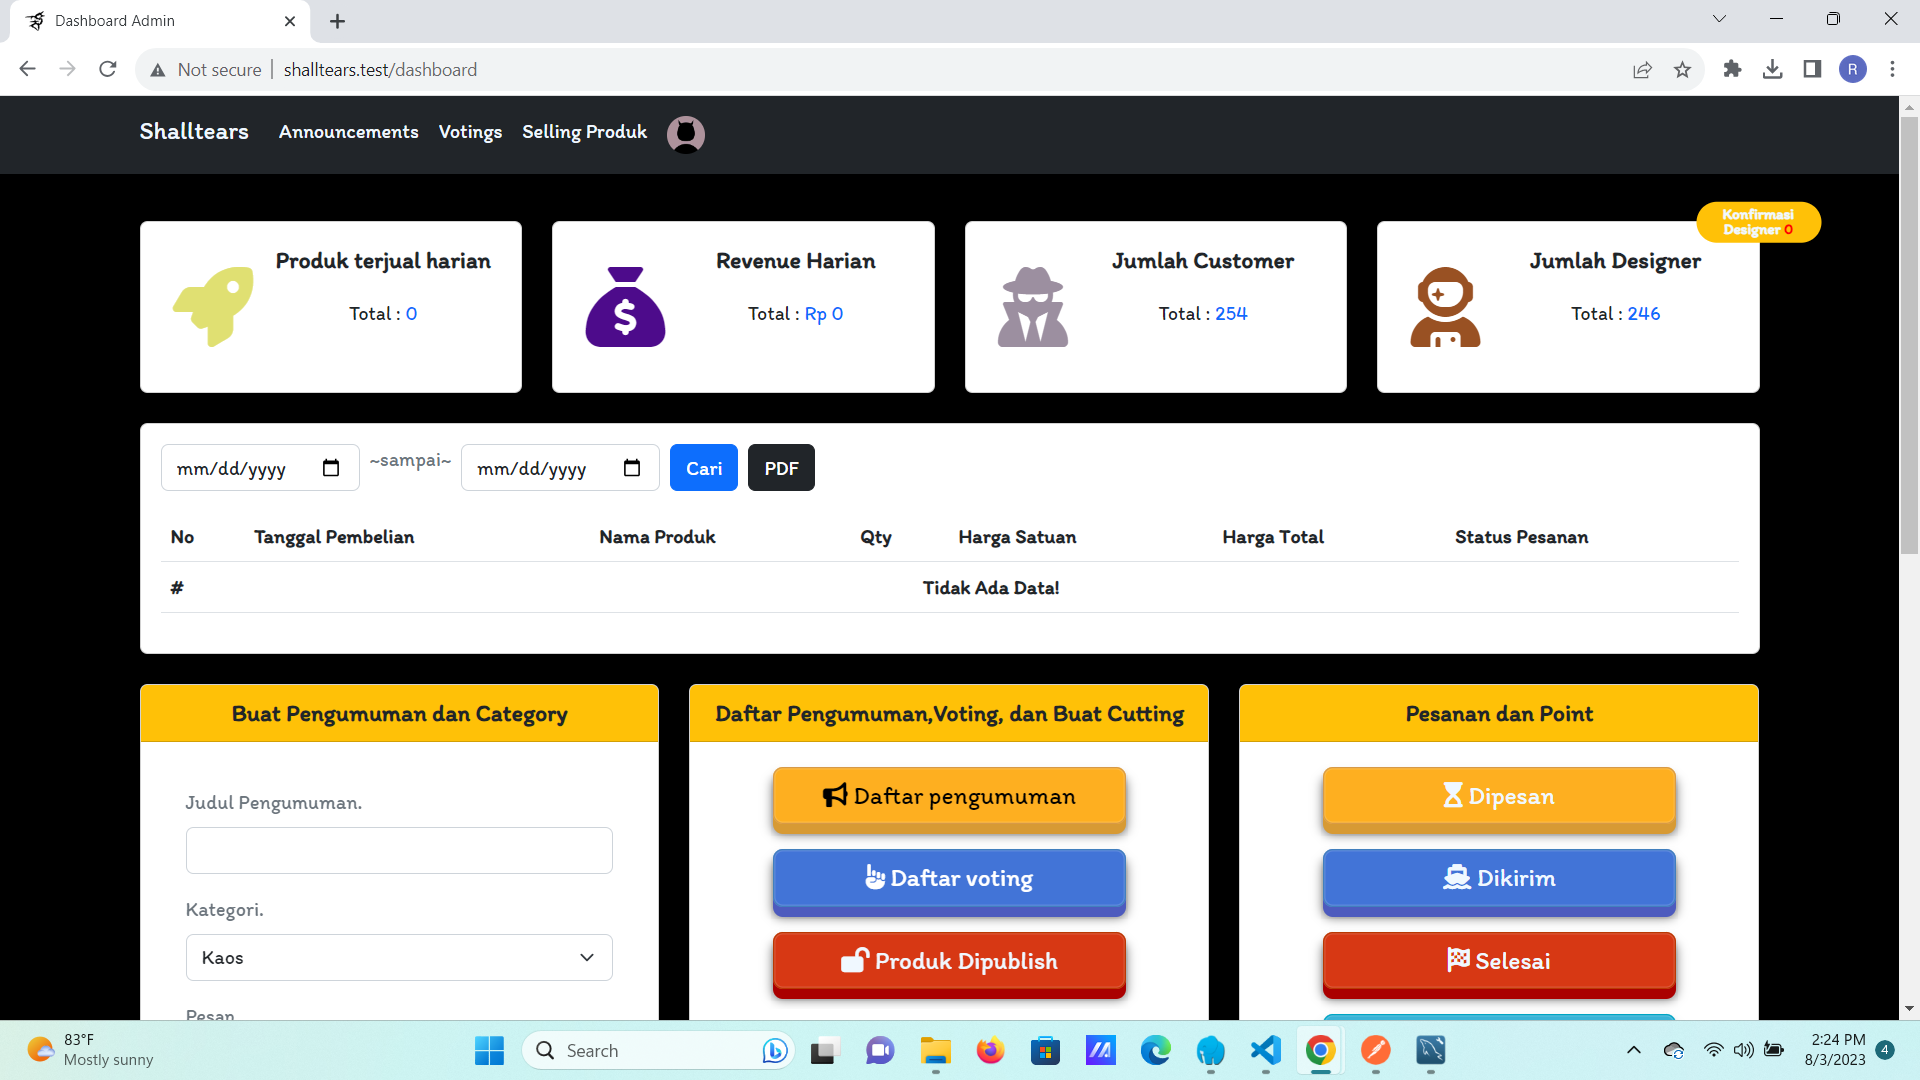 Dashboard Admin
Not secure | shalltears.test/dashboard
R
Shalltears Announcements Votings Selling Produk
Konfirmasi
Designer 0
Produk terjual harian
Total : 0
Revenue Harian
Total : Rp 0
Jumlah Customer
Total : 254
Jumlah Designer
Total : 246
mm/dd/yyyy ~sampai~ mm/dd/yyyy Cari PDF
No Tanggal Pembelian Nama Produk Qty Harga Satuan Harga Total Status Pesanan
# Tidak Ada Data!
Buat Pengumuman dan Category
Judul Pengumuman.
Kategori.
Kaos
Pesan
Daftar Pengumuman,Voting, dan Buat Cutting
Daftar pengumuman
Daftar voting
Produk Dipublish
Pesanan dan Point
Dipesan
Dikirim
Selesai
83°F
Mostly sunny
Search
2:24 PM
8/3/2023
4